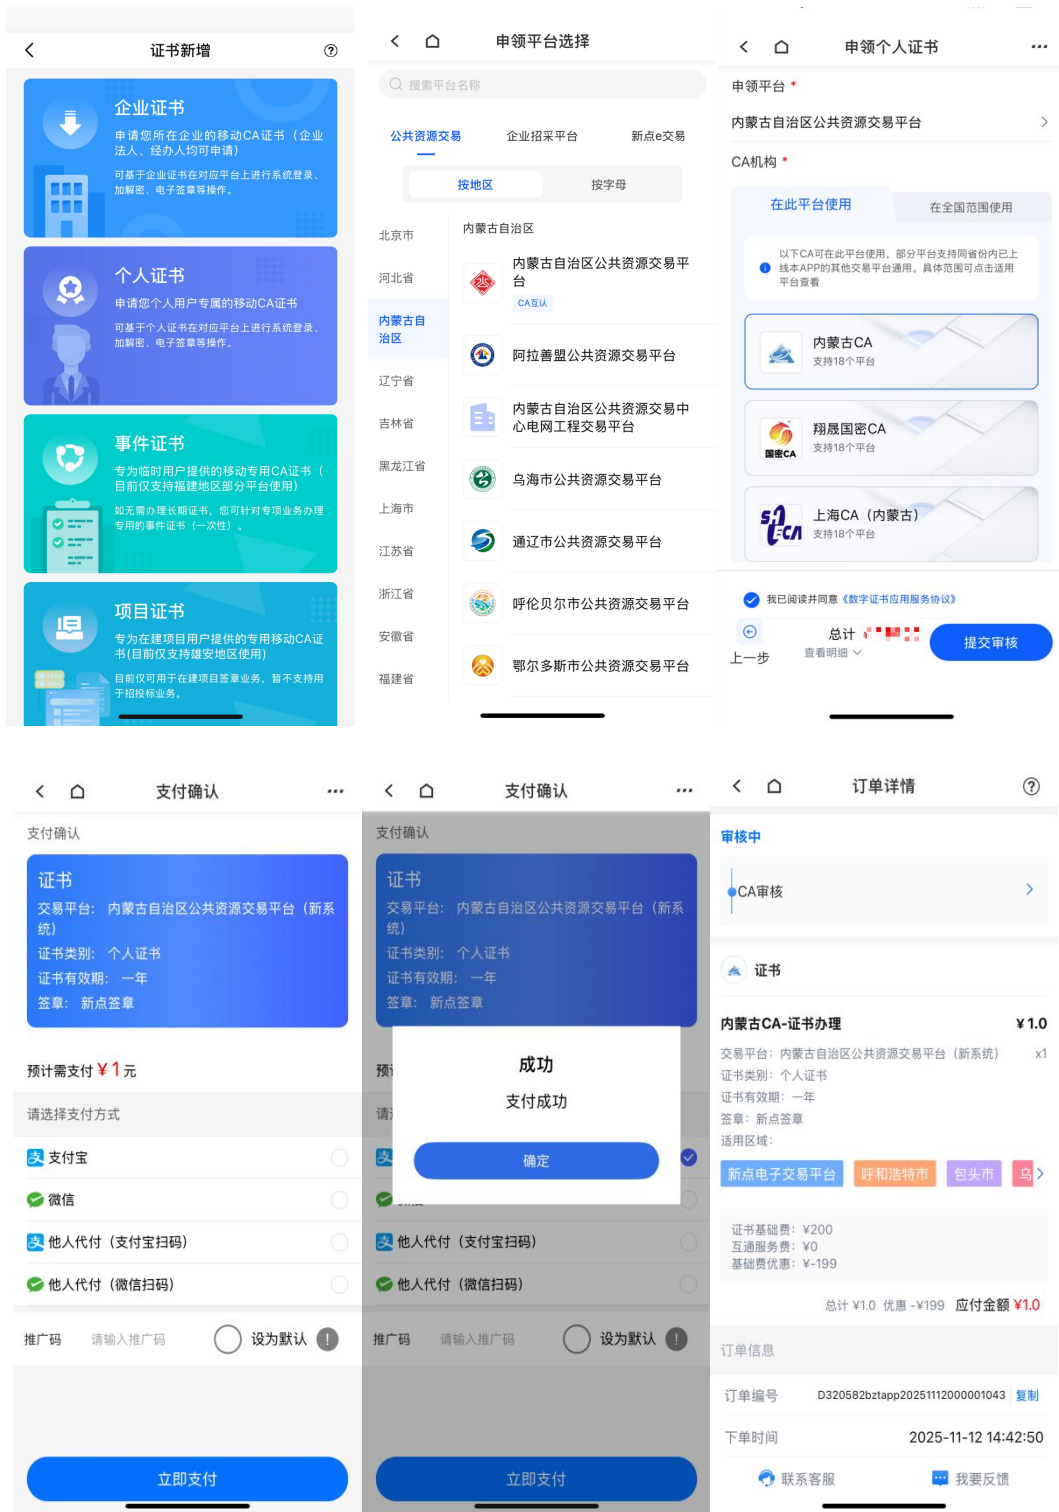 证书新增
企业证书
申请您所在企业的移动CA证书（企业
法人、经办人均可申请)
可基于企业证书在对应平台上进行系统登录、
加解密、电子签章等操作。
个人证书
申请您个人用户专属的移动CA证书
可基于个人证书在对应平台上进行系统登录、
加解密、电子签章等操作。
事件证书
专为临时用户提供的移动专用CA证书（
目前仅支持福建地区部分平台使用)
如无需办理长期证书，您可针对专项业务办理
专用的事件证书（一次性）。
项目证书
专为在建项目用户提供的专用移动CA证
书(目前仅支持雄安地区使用)
目前仅可用于在建项目签章业务，暂不支持用
于招投标业务。
申领平台选择
搜索平台名称
公共资源交易 企业招采平台 新点e交易
按地区 按字母
北京市
河北省
内蒙古自
治区
辽宁省
吉林省
黑龙江省
上海市
江苏省
浙江省
安徽省
福建省
内蒙古自治区
内蒙古自治区公共资源交易平
台
CA互认
阿拉善盟公共资源交易平台
内蒙古自治区公共资源交易中
心电网工程交易平台
乌海市公共资源交易平台
通辽市公共资源交易平台
呼伦贝尔市公共资源交易平台
鄂尔多斯市公共资源交易平台
申领个人证书
申领平台 *
内蒙古自治区公共资源交易平台
CA机构 *
在此平台使用 在全国范围使用
以下CA可在此平台使用，部分平台支持同省份内已上
线本APP的其他交易平台通用。具体范围可点击适用
平台查看
内蒙古CA
支持18个平台
国密CA
翔晟国密CA
支持18个平台
上海CA（内蒙古）
支持18个平台
我已阅读并同意《数字证书应用服务协议》
上一步
总计
查看明细
提交审核
支付确认
支付确认
证书
交易平台： 内蒙古自治区公共资源交易平台（新系
统)
证书类别： 个人证书
证书有效期： 一年
签章： 新点签章
预计需支付 ¥ 1 元
请选择支付方式
支付宝
微信
他人代付（支付宝扫码）
他人代付（微信扫码）
推广码 请输入推广码 设为默认
立即支付
支付确认
支付确认
证书
交易平台： 内蒙古自治区公共资源交易平台（新系
统)
证书类别： 个人证书
证书有效期： 一年
签章： 新点签章
成功
支付成功
确定
他人代付（支付宝扫码）
他人代付（微信扫码）
推广码 请输入推广码 设为默认
立即支付
订单详情
审核中
CA审核
证书
内蒙古CA-证书办理 ¥ 1.0
交易平台：内蒙古自治区公共资源交易平台（新系统） x1
证书类别：个人证书
证书有效期：一年
签章：新点签章
适用区域：
新点电子交易平台 呼和浩特市 包头市 乌
证书基础费：¥200
互通服务费：¥0
基础费优惠：¥-199
总计 ¥1.0 优惠 -¥199 应付金额 ¥1.0
订单信息
订单编号 D320582bztapp20251112000001043 复制
下单时间 2025-11-12 14:42:50
联系客服 我要反馈